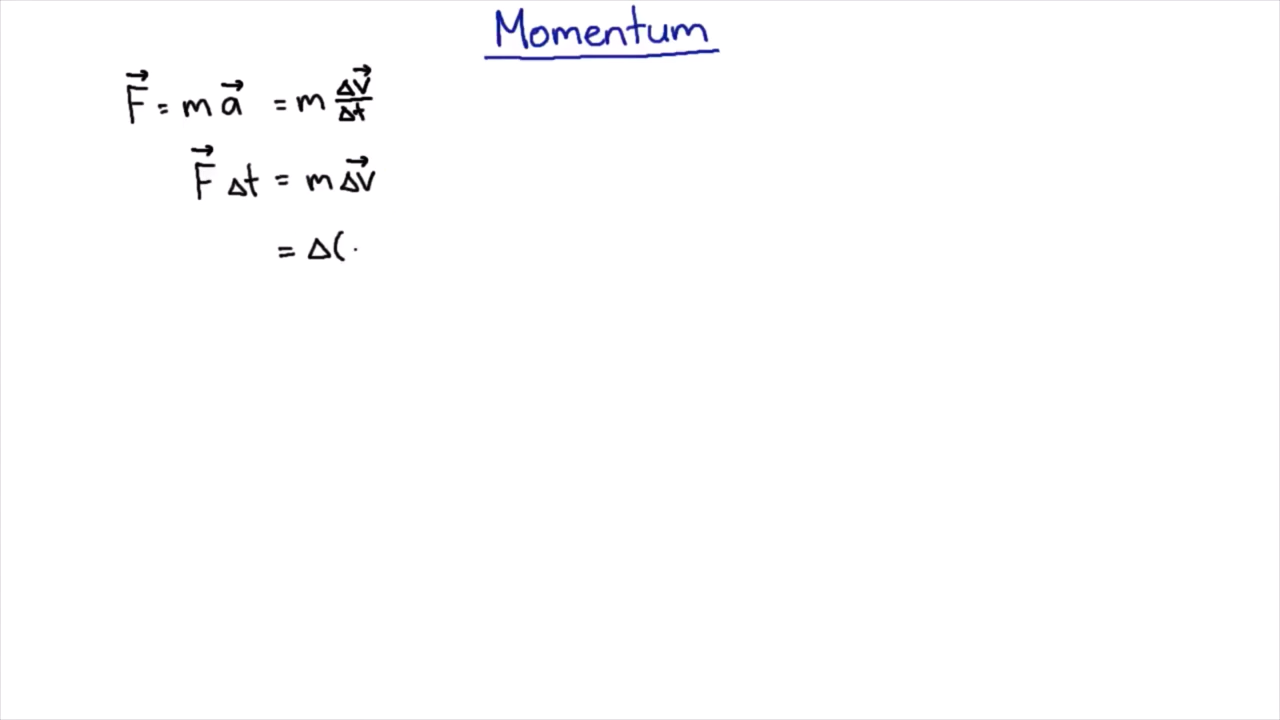 Momentum
F⃗ = m a⃗ = m Δv⃗/Δt
F⃗ Δt = m Δv⃗
= Δ(